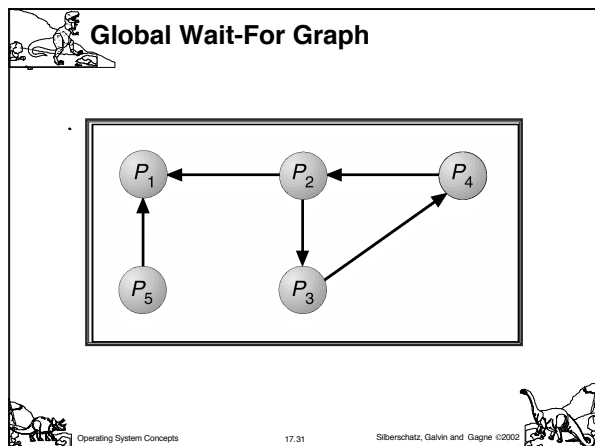 Global Wait-For Graph
P1
P2
P4
P5
P3
Operating System Concepts
17.31
Silberschatz, Galvin and Gagne ©2002